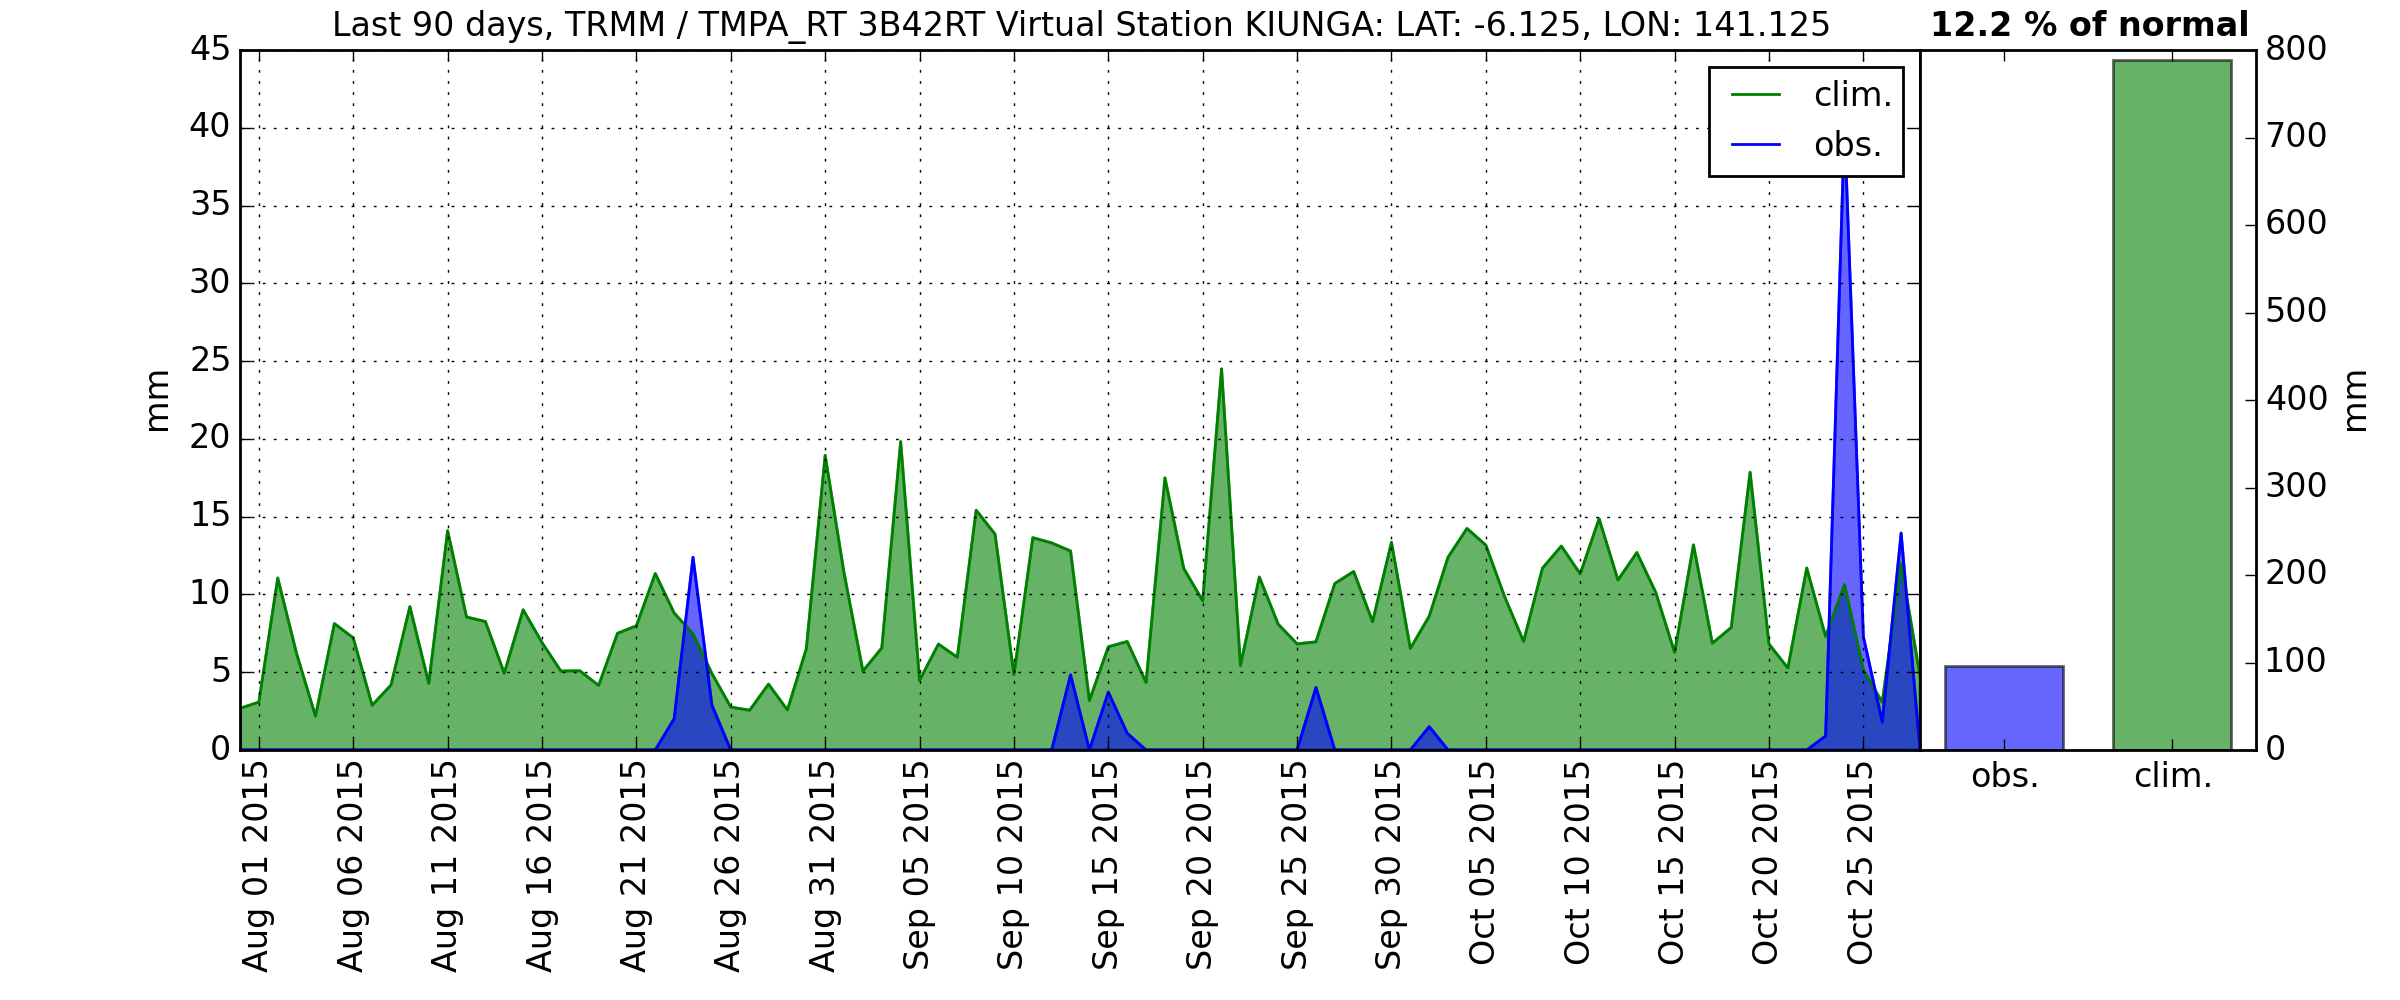 Last 90 days, TRMM / TMPA_RT 3B42RT Virtual Station KIUNGA: LAT: -6.125, LON: 141.125
12.2 % of normal
45
40
35
30
25
20
15
10
5
0
mm
clim.
obs.
800
700
600
500
400
300
200
100
0
mm
Aug 01 2015
Aug 06 2015
Aug 11 2015
Aug 16 2015
Aug 21 2015
Aug 26 2015
Aug 31 2015
Sep 05 2015
Sep 10 2015
Sep 15 2015
Sep 20 2015
Sep 25 2015
Sep 30 2015
Oct 05 2015
Oct 10 2015
Oct 15 2015
Oct 20 2015
Oct 25 2015
obs.
clim.